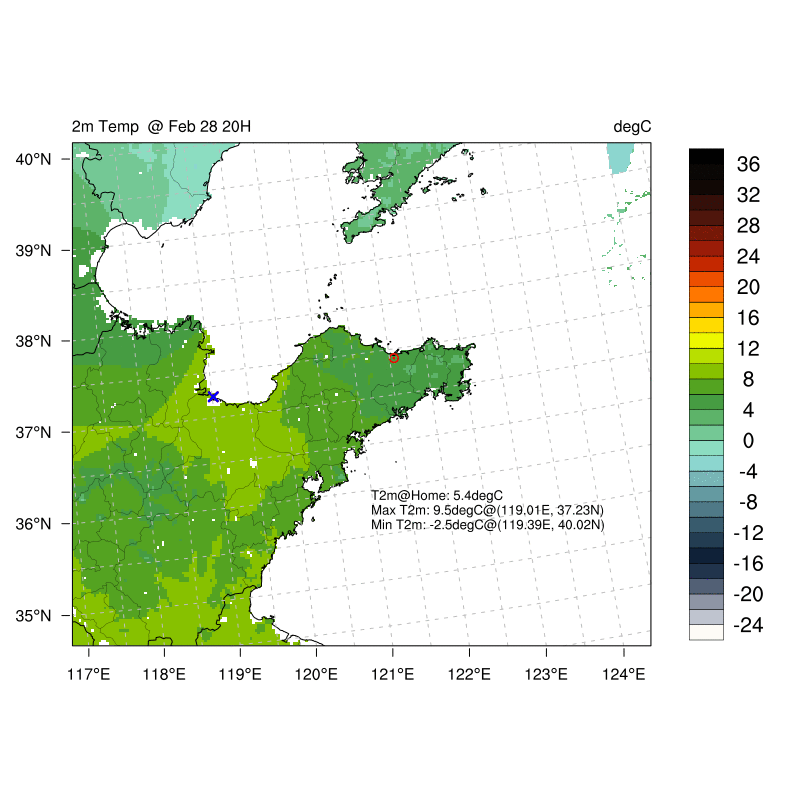 2m Temp @ Feb 28 20H
degC
40°N
39°N
38°N
37°N
36°N
35°N
117°E
118°E
119°E
120°E
121°E
122°E
123°E
124°E
T2m@Home: 5.4degC
Max T2m: 9.5degC@(119.01E, 37.23N)
Min T2m: -2.5degC@(119.39E, 40.02N)
36
32
28
24
20
16
12
8
4
0
-4
-8
-12
-16
-20
-24